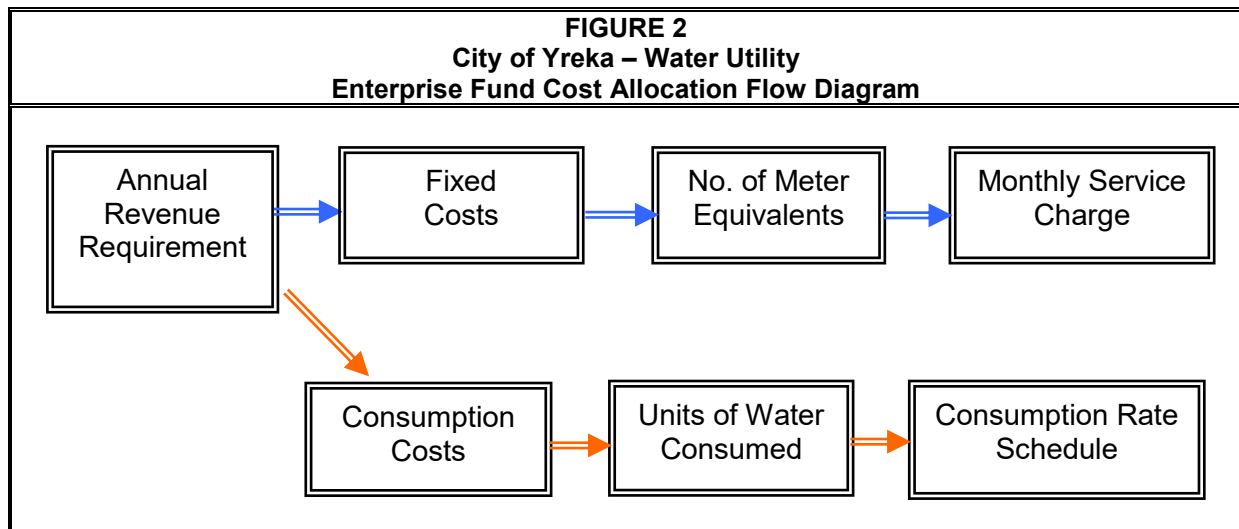 FIGURE 2
City of Yreka – Water Utility
Enterprise Fund Cost Allocation Flow Diagram
Annual
Revenue
Requirement
Fixed
Costs
No. of Meter
Equivalents
Monthly Service
Charge
Consumption
Costs
Units of Water
Consumed
Consumption Rate
Schedule